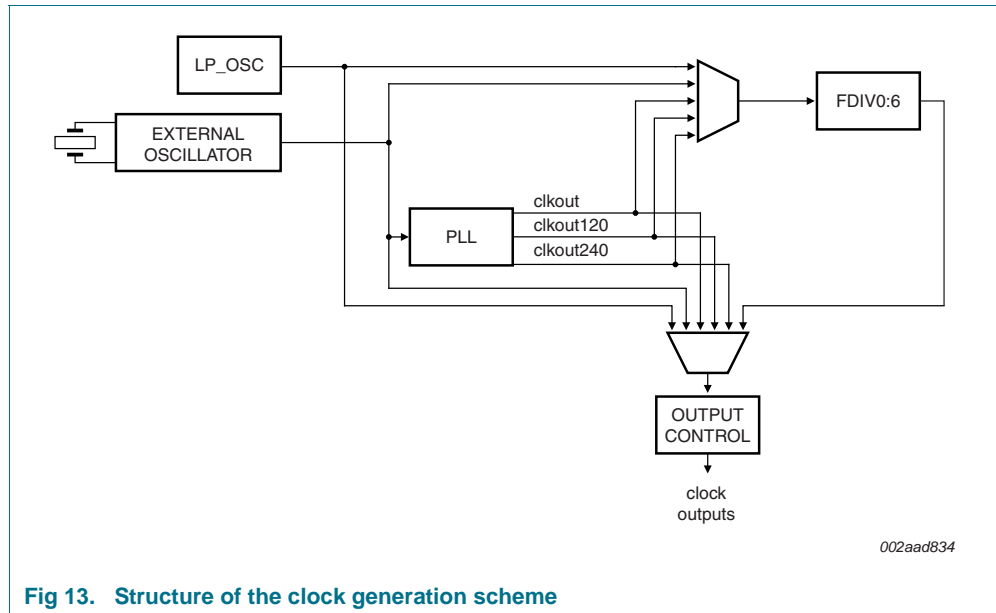 LP_OSC
EXTERNAL
OSCILLATOR
FDIV0:6
PLL
clkout
clkout120
clkout240
OUTPUT
CONTROL
clock
outputs
002aad834
Fig 13. Structure of the clock generation scheme